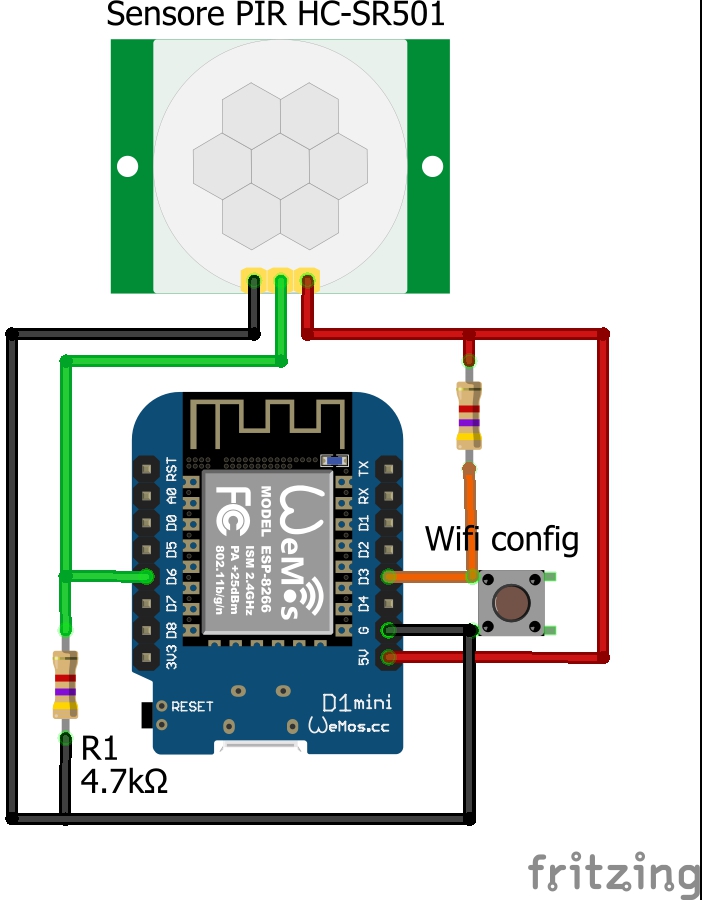 Sensore PIR HC-SR501
RST
A0
D0
D5
D6
D7
D8
3V3
TX
RX
D1
D2
D3
D4
G
5V
WeMos
MODEL ESP-8266
ISM 2.4GHz
PA +25dBm
802.11b/g/n
FC
Wifi config
RESET
D1mini
WeMos.cc
R1
4.7kΩ
fritzing